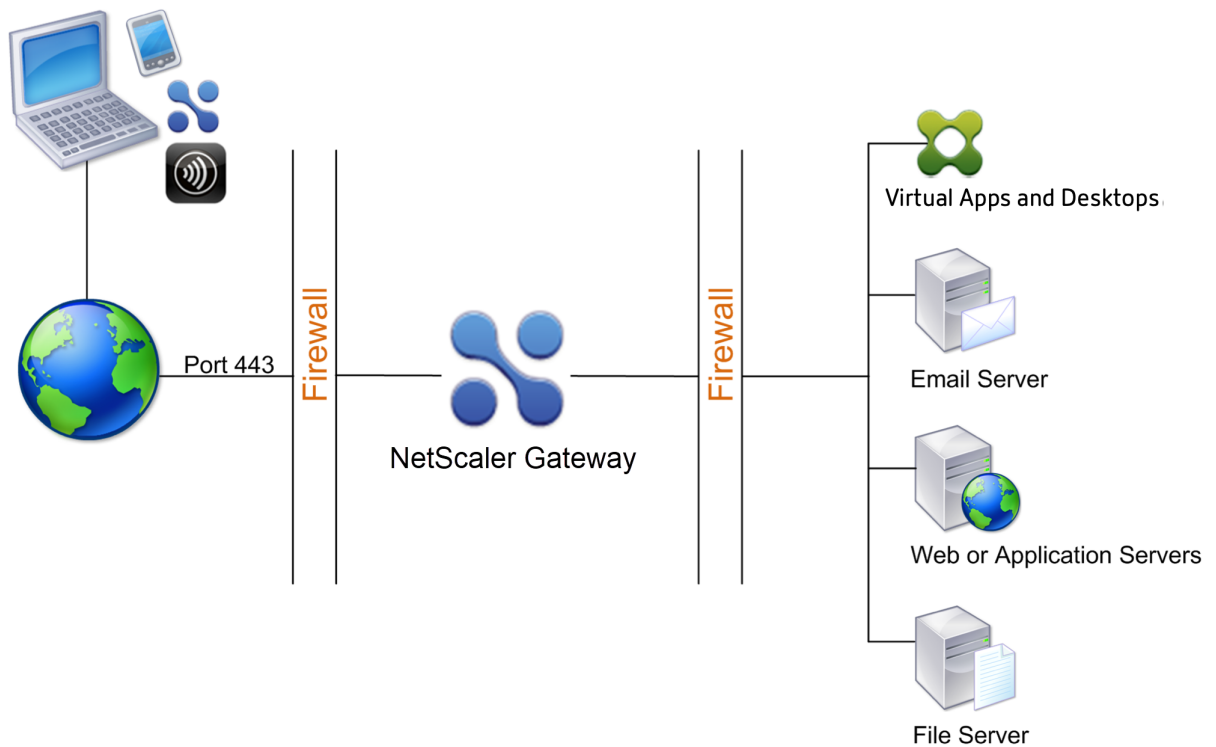 Port 443
Firewall
NetScaler Gateway
Firewall
Virtual Apps and Desktops
Email Server
Web or Application Servers
File Server